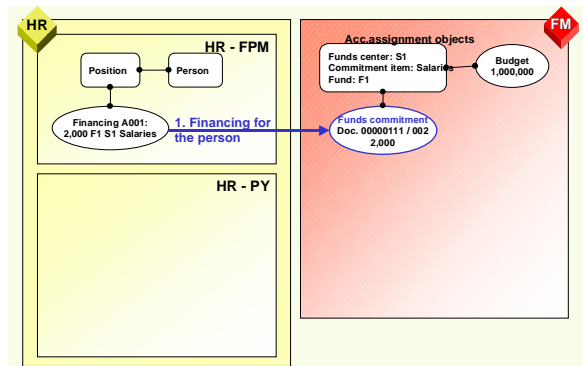 HR
FM
HR - FPM
Position
Person
Financing A001:
2,000 F1 S1 Salaries
1. Financing for
the person
HR - PY
Acc.assignment objects
Funds center: S1
Commitment item: Salaries
Fund: F1
Budget
1,000,000
Funds commitment
Doc. 00000111 / 002
2,000